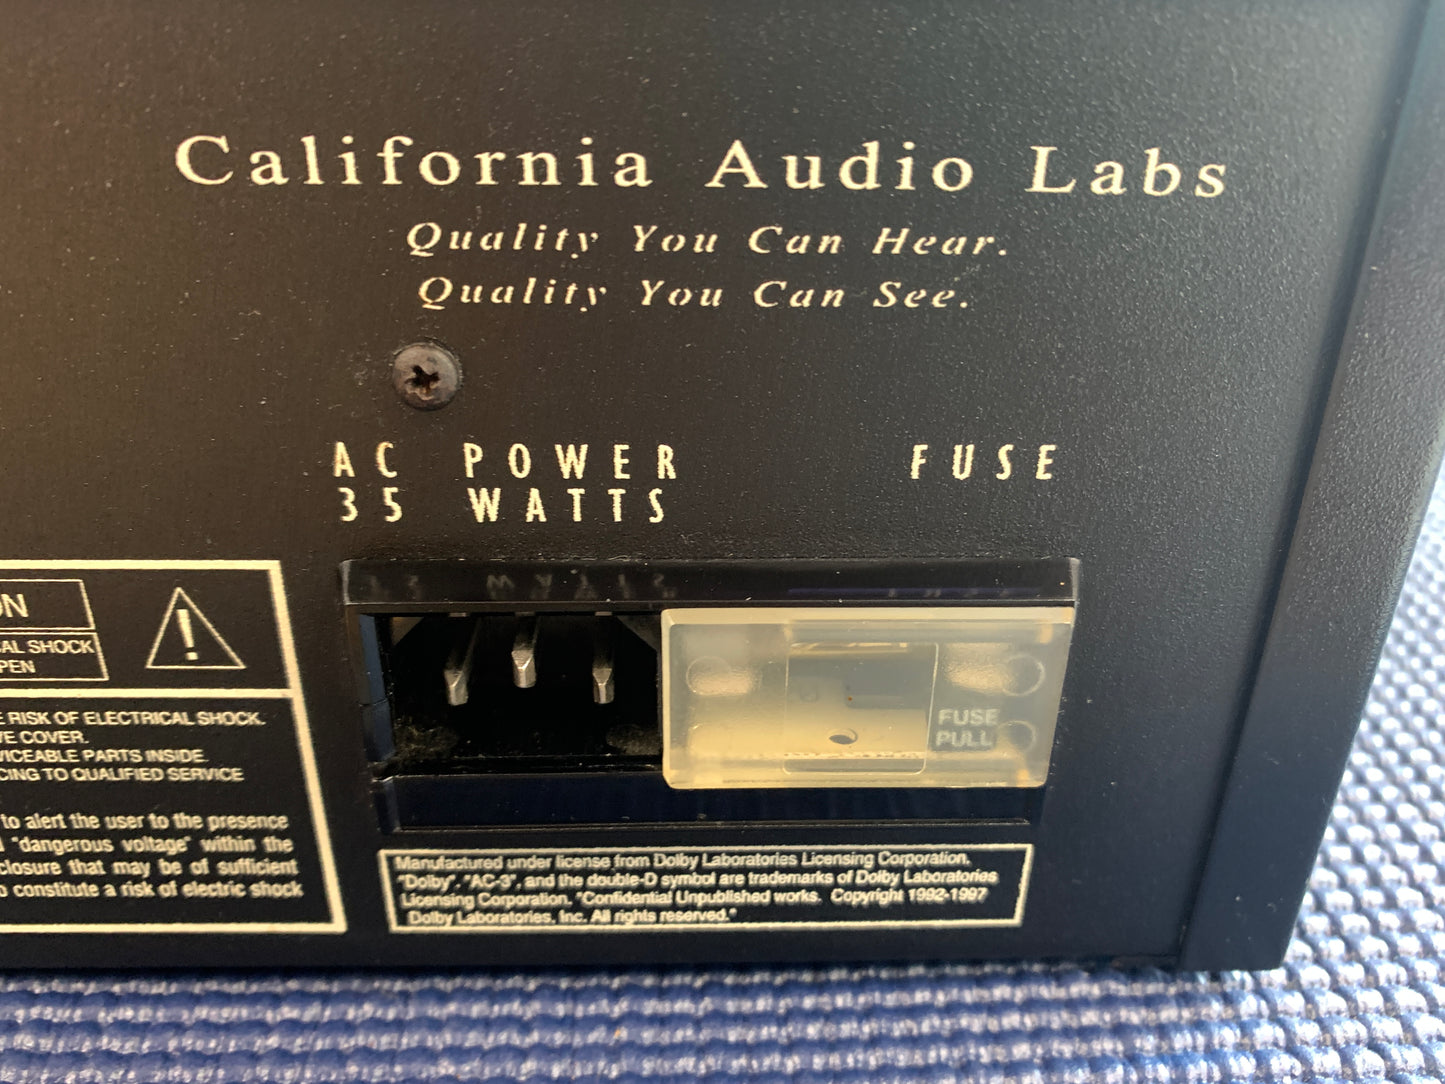 California Audio Labs
Quality You Can Hear.
Quality You Can See.
AC POWER
35 WATTS
FUSE
ON
CAL SHOCK
PEN
E RISK OF ELECTRICAL SHOCK.
VE COVER.
VICEABLE PARTS INSIDE.
CING TO QUALIFIED SERVICE
to alert the user to the presence
"dangerous voltage" within the
closure that may be of sufficient
o constitute a risk of electric shock
FUSE
PULL
Manufactured under license from Dolby Laboratories Licensing Corporation.
"Dolby", "AC-3", and the double-D symbol are trademarks of Dolby Laboratories
Licensing Corporation. "Confidential Unpublished works. Copyright 1992-1997
Dolby Laboratories, Inc. All rights reserved."